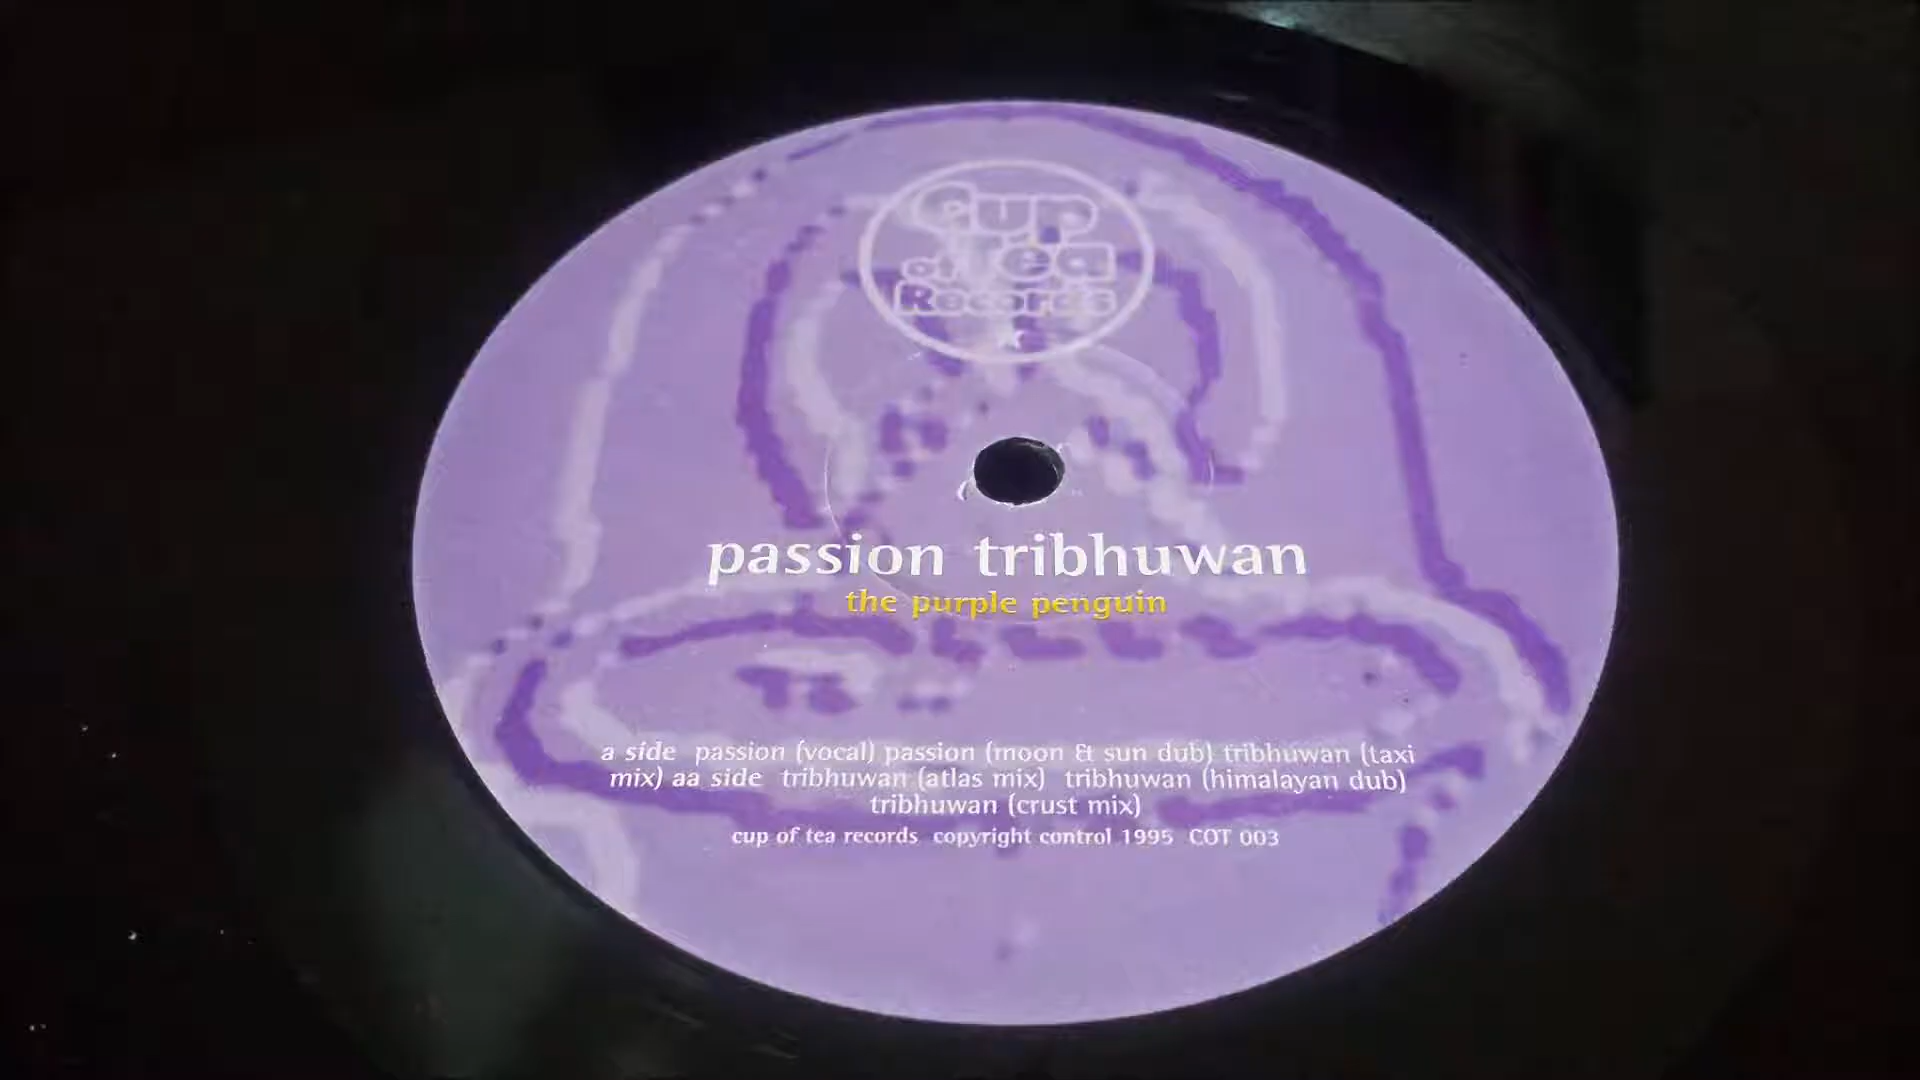 Cup
of Tea
Records
passion tribhuwan
the purple penguin
a side passion (vocal) passion (moon & sun dub) tribhuwan (taxi
mix) aa side tribhuwan (atlas mix) tribhuwan (himalayan dub)
tribhuwan (crust mix)
cup of tea records copyright control 1995 COT 003